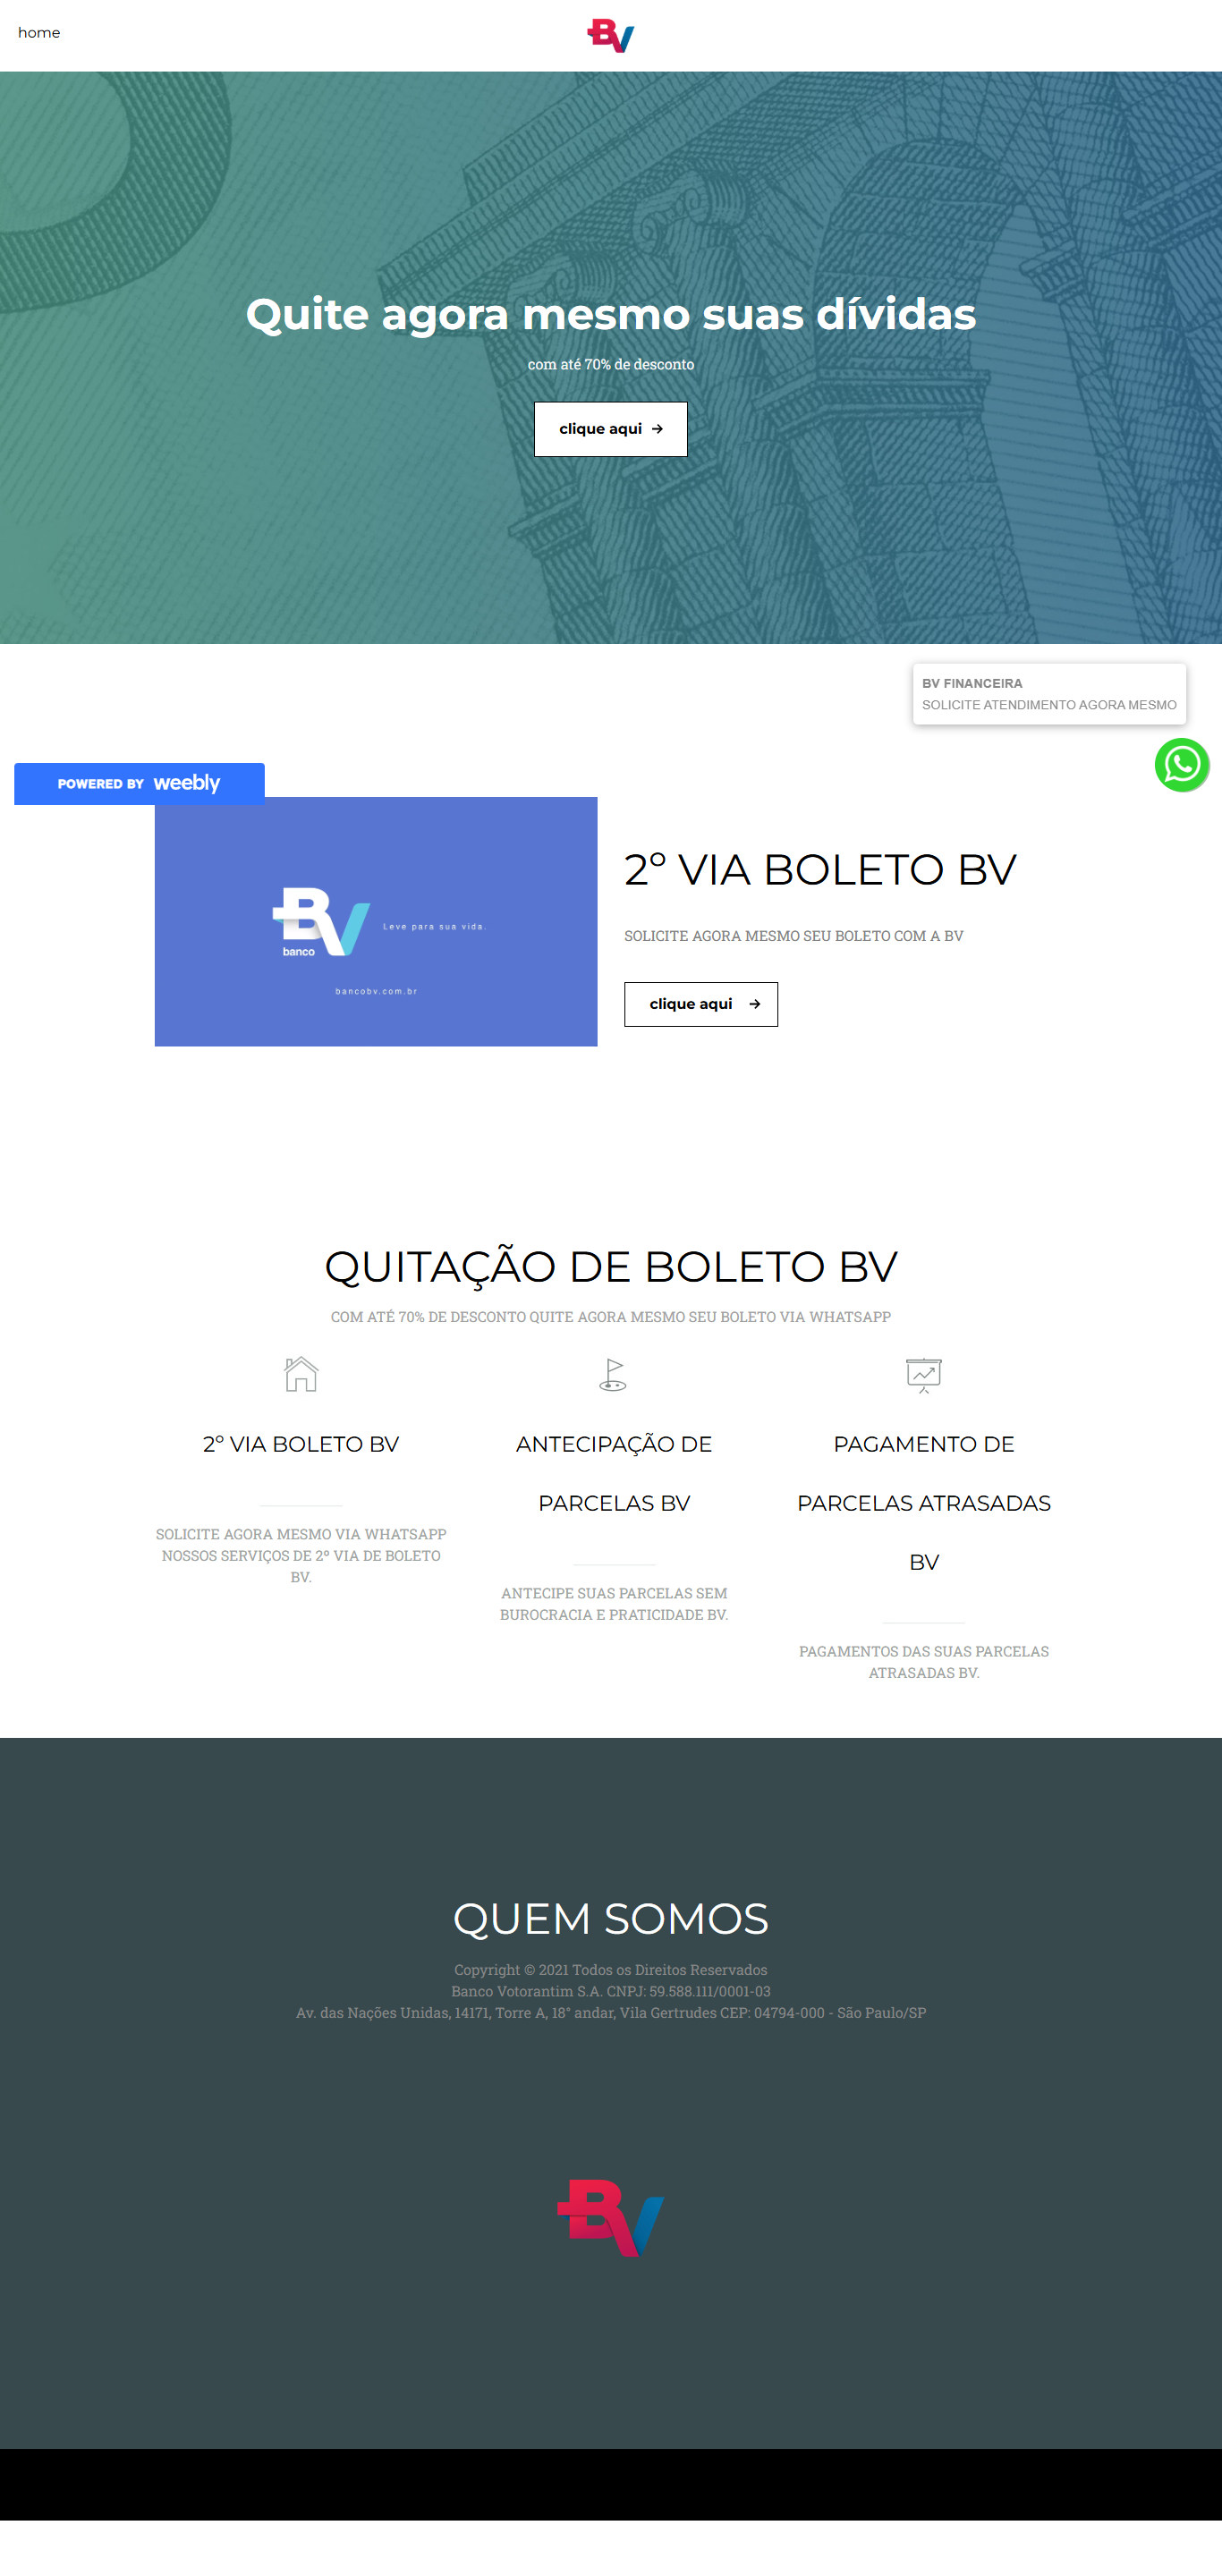 home
BV
Quite agora mesmo suas dívidas
com até 70% de desconto
clique aqui →
BV FINANCEIRA
SOLICITE ATENDIMENTO AGORA MESMO
POWERED BY weebly
BV
banco
Leve para sua vida.
bancobv.com.br
2º VIA BOLETO BV
SOLICITE AGORA MESMO SEU BOLETO COM A BV
clique aqui →
QUITAÇÃO DE BOLETO BV
COM ATÉ 70% DE DESCONTO QUITE AGORA MESMO SEU BOLETO VIA WHATSAPP
2º VIA BOLETO BV
SOLICITE AGORA MESMO VIA WHATSAPP
NOSSOS SERVIÇOS DE 2º VIA DE BOLETO
BV.
ANTECIPAÇÃO DE
PARCELAS BV
ANTECIPE SUAS PARCELAS SEM
BUROCRACIA E PRATICIDADE BV.
PAGAMENTO DE
PARCELAS ATRASADAS
BV
PAGAMENTOS DAS SUAS PARCELAS
ATRASADAS BV.
QUEM SOMOS
Copyright © 2021 Todos os Direitos Reservados
Banco Votorantim S.A. CNPJ: 59.588.111/0001-03
Av. das Nações Unidas, 14171, Torre A, 18° andar, Vila Gertrudes CEP: 04794-000 - São Paulo/SP
BV